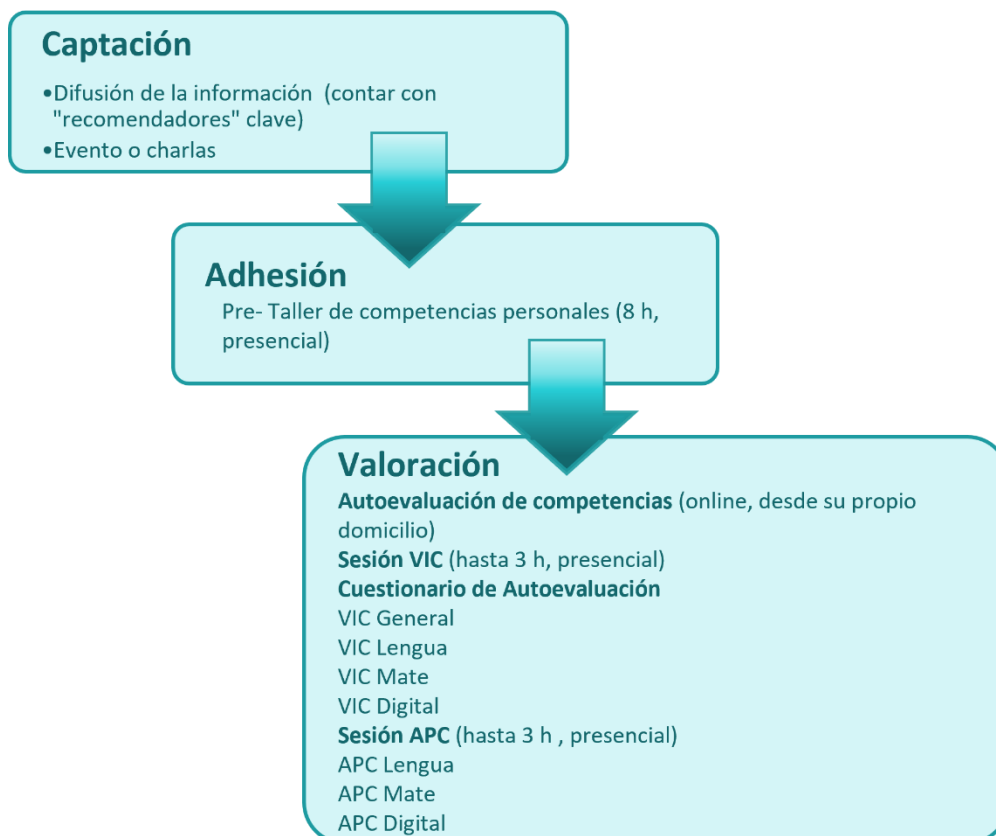 Captación
•Difusión de la información (contar con
"recomendadores" clave)
•Evento o charlas
Adhesión
Pre- Taller de competencias personales (8 h,
presencial)
Valoración
Autoevaluación de competencias (online, desde su propio
domicilio)
Sesión VIC (hasta 3 h, presencial)
Cuestionario de Autoevaluación
VIC General
VIC Lengua
VIC Mate
VIC Digital
Sesión APC (hasta 3 h , presencial)
APC Lengua
APC Mate
APC Digital